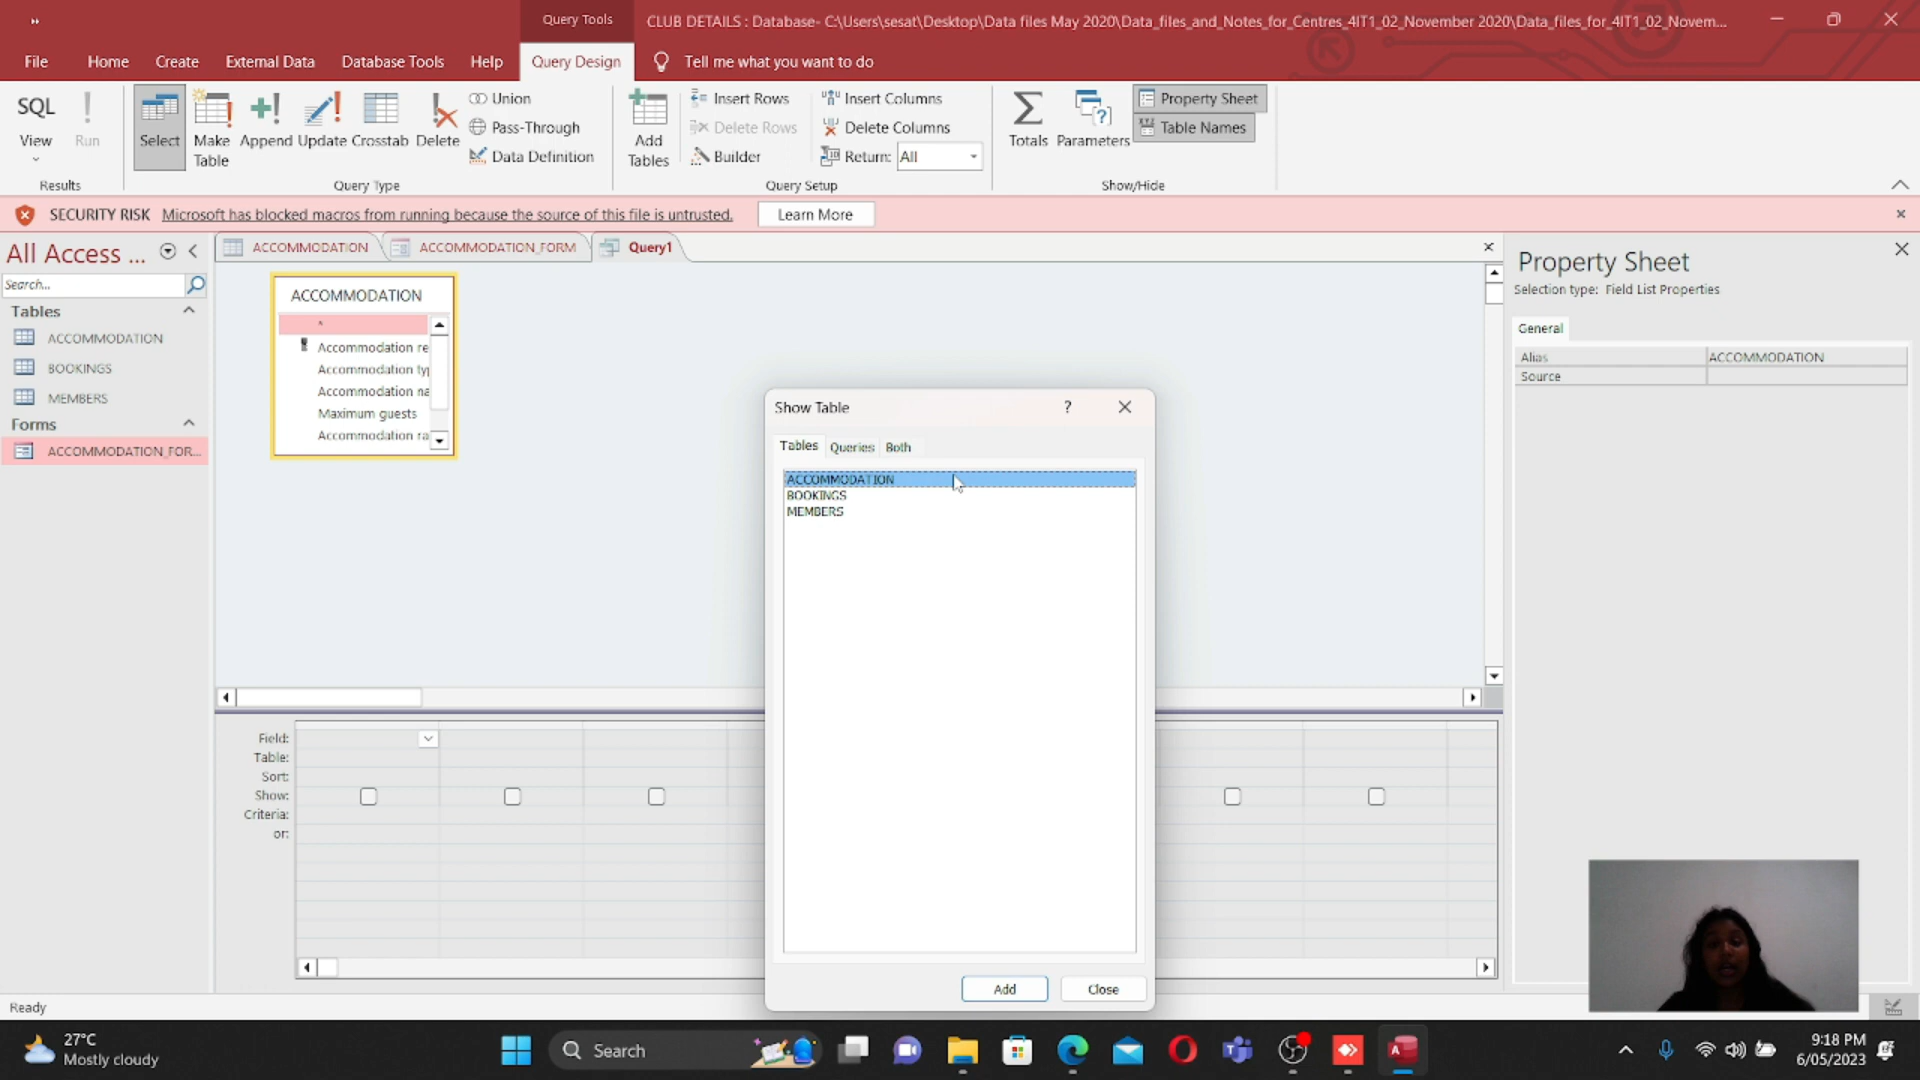 Query Tools
CLUB DETAILS : Database- C:\Users\sesat\Desktop\Data files May 2020\Data_files_and_Notes_for_Centres_4IT1_02_November 2020\Data_files_for_4IT1_02_Novem...
File Home Create External Data Database Tools Help Query Design Tell me what you want to do
SQL
View
Run
Select
Make Table
Append
Update
Crosstab
Delete
Union
Pass-Through
Data Definition
Add Tables
Insert Rows
Delete Rows
Builder
Insert Columns
Delete Columns
Return: All
Totals
Parameters
Property Sheet
Table Names
Results
Query Type
Query Setup
Show/Hide
SECURITY RISK Microsoft has blocked macros from running because the source of this file is untrusted. Learn More
All Access ...
Search...
Tables
ACCOMMODATION
BOOKINGS
MEMBERS
Forms
ACCOMMODATION_FOR...
ACCOMMODATION
ACCOMMODATION_FORM
Query1
ACCOMMODATION
*
Accommodation re
Accommodation ty
Accommodation na
Maximum guests
Accommodation ra
Show Table
?
Tables Queries Both
ACCOMMODATION
BOOKINGS
MEMBERS
Add Close
Field:
Table:
Sort:
Show:
Criteria:
or:
Property Sheet
Selection type: Field List Properties
General
Alias ACCOMMODATION
Source
Ready
27°C
Mostly cloudy
Search
9:18 PM
6/05/2023